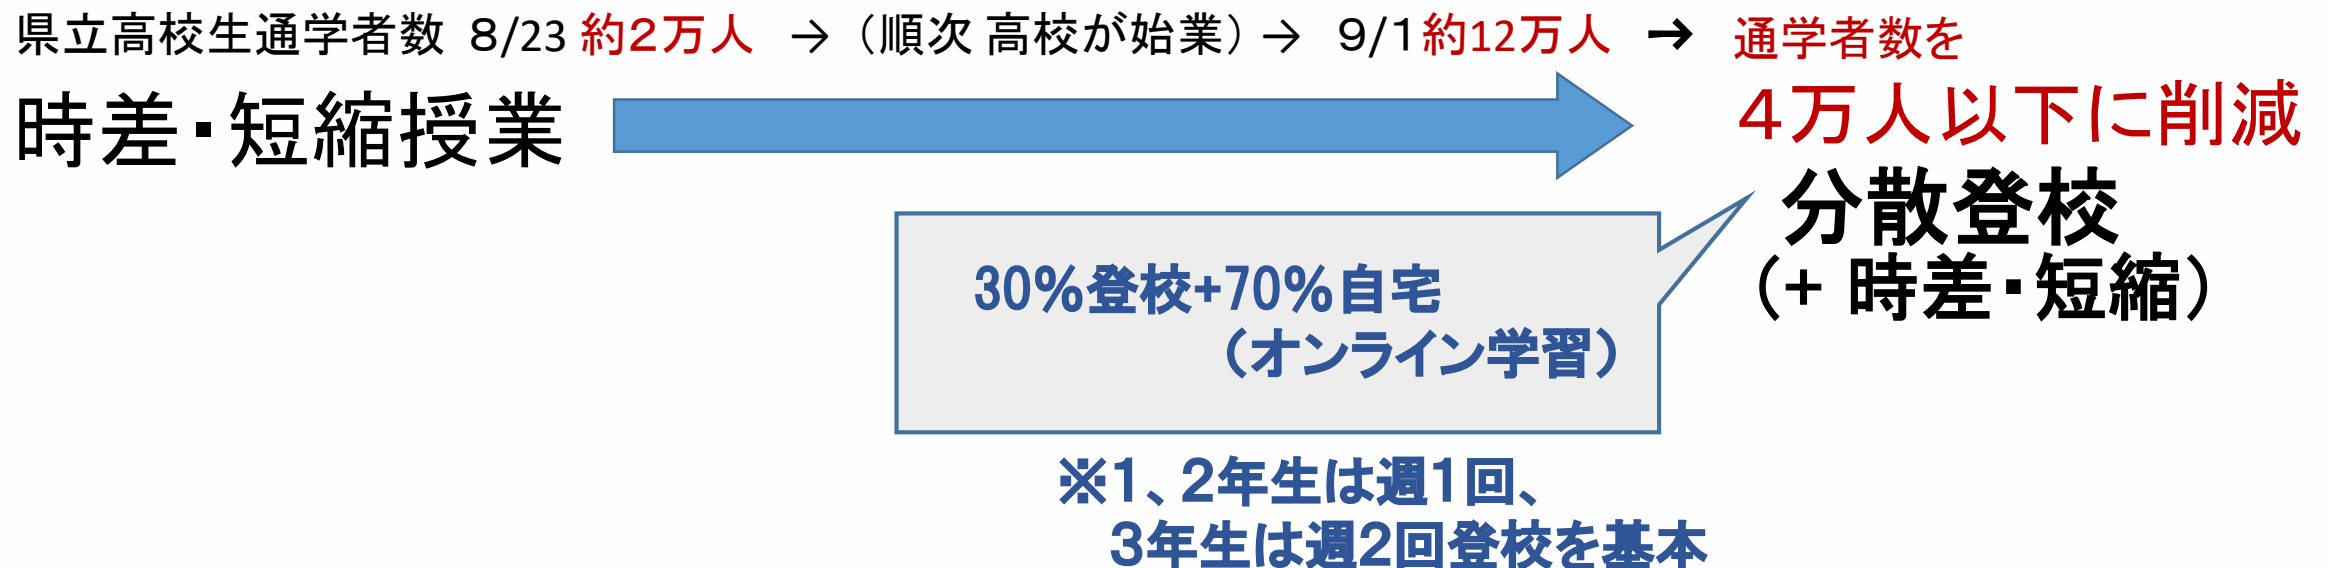 県立高校生通学者数 8/23 約2万人 → (順次 高校が始業) → 9/1約12万人 → 通学者数を
4万人以下に削減
時差・短縮授業
分散登校
(+ 時差・短縮)
30%登校+70%自宅
(オンライン学習)
※1、2年生は週1回、
3年生は週2回登校を基本